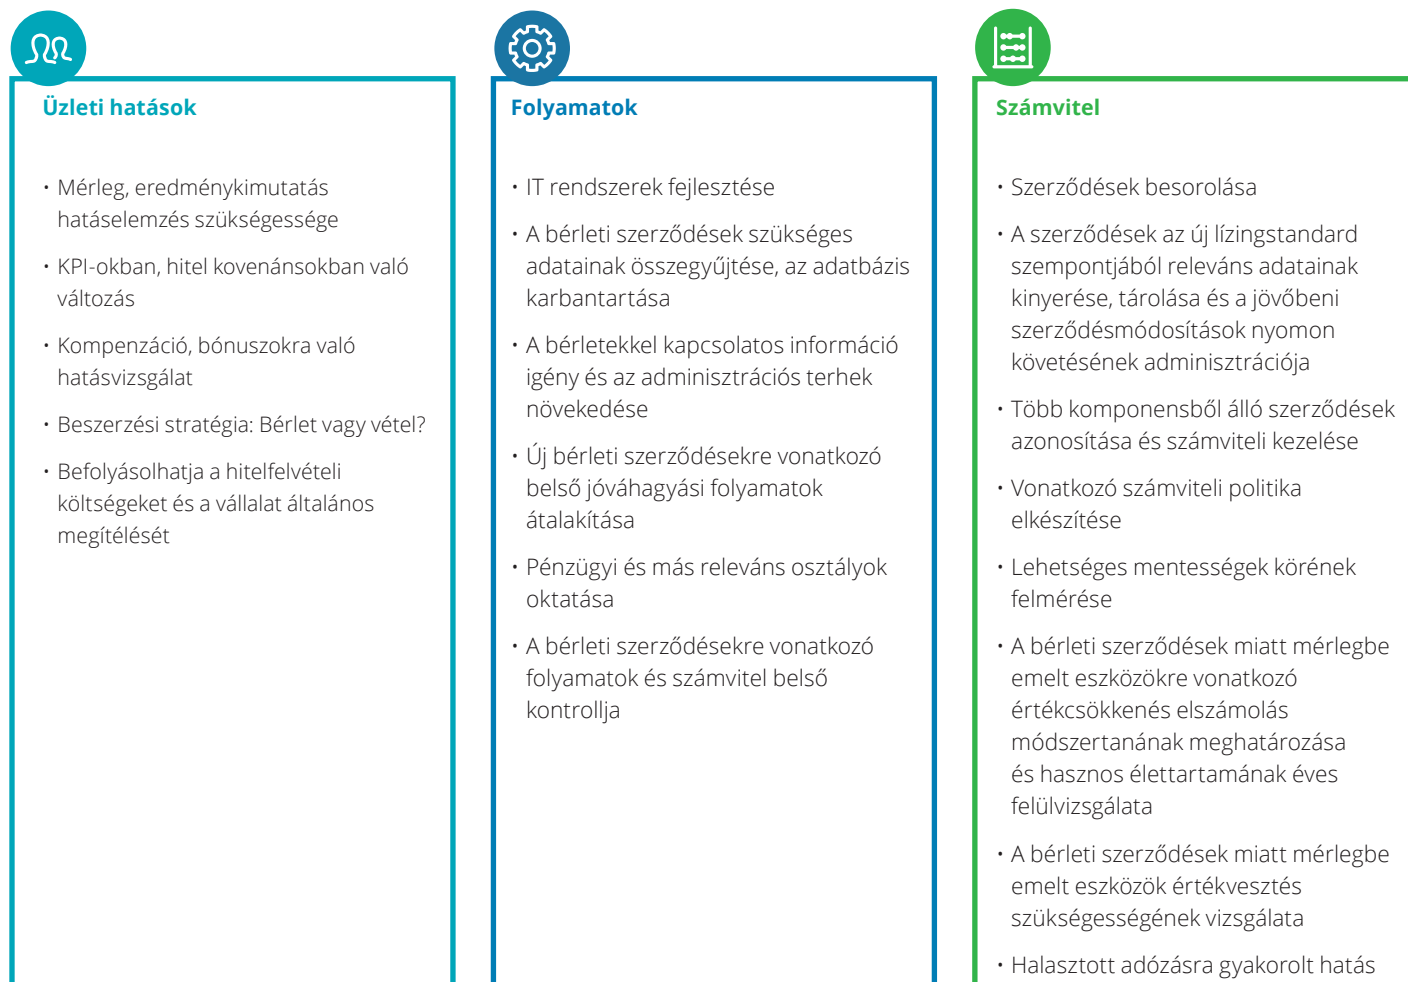 Üzleti hatások
• Mérleg, eredménykimutatás
hatáselemzés szükségessége
• KPI-okban, hitel kovenánsokban való
változás
• Kompenzáció, bónuszokra való
hatásvizsgálat
• Beszerzési stratégia: Bérlet vagy vétel?
• Befolyásolhatja a hitelfelvételi
költségeket és a vállalat általános
megítélését
Folyamatok
• IT rendszerek fejlesztése
• A bérleti szerződések szükséges
adatainak összegyűjtése, az adatbázis
karbantartása
• A bérletekkel kapcsolatos információ
igény és az adminisztrációs terhek
növekedése
• Új bérleti szerződésekre vonatkozó
belső jóváhagyási folyamatok
átalakítása
• Pénzügyi és más releváns osztályok
oktatása
• A bérleti szerződésekre vonatkozó
folyamatok és számvitel belső
kontrollja
Számvitel
• Szerződések besorolása
• A szerződések az új lízingstandard
szempontjából releváns adatainak
kinyerése, tárolása és a jövőbeni
szerződésmódosítások nyomon
követésének adminisztrációja
• Több komponensből álló szerződések
azonosítása és számviteli kezelése
• Vonatkozó számviteli politika
elkészítése
• Lehetséges mentességek körének
felmérése
• A bérleti szerződések miatt mérlegbe
emelt eszközökre vonatkozó
értékcsökkenés elszámolás
módszertanának meghatározása
és hasznos élettartamának éves
felülvizsgálata
• A bérleti szerződések miatt mérlegbe
emelt eszközök értékvesztés
szükségességének vizsgálata
• Halasztott adózásra gyakorolt hatás